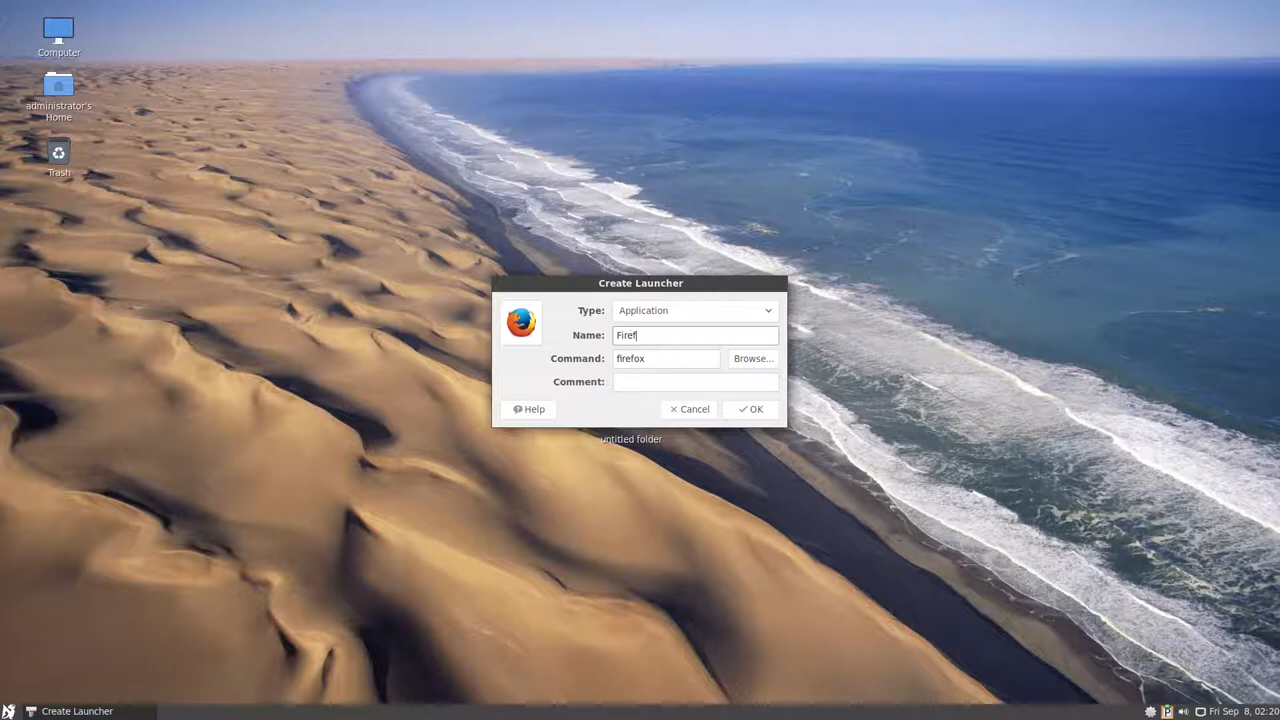 Computer
administrator's
Home
Trash
Create Launcher
Type: Application
Name: Firef
Command: firefox Browse...
Comment:
Help Cancel OK
untitled folder
Create Launcher Fri Sep 8, 02:20